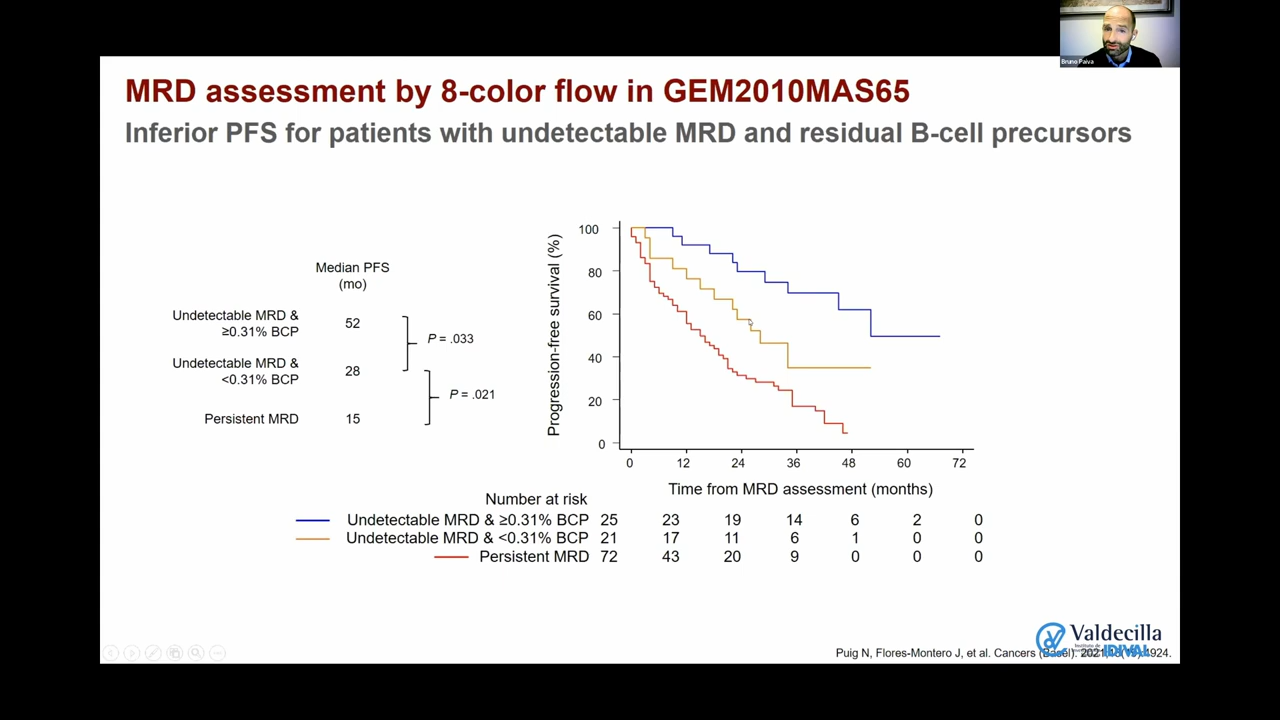 Bruno Paiva
MRD assessment by 8-color flow in GEM2010MAS65
Inferior PFS for patients with undetectable MRD and residual B-cell precursors
Median PFS
(mo)
Undetectable MRD &
≥0.31% BCP
52
P = .033
Undetectable MRD &
<0.31% BCP
28
P = .021
Persistent MRD
15
Progression-free survival (%)
100
80
60
40
20
0
0 12 24 36 48 60 72
Time from MRD assessment (months)
Number at risk
Undetectable MRD & ≥0.31% BCP 25 23 19 14 6 2 0
Undetectable MRD & <0.31% BCP 21 17 11 6 1 0 0
Persistent MRD 72 43 20 9 0 0 0
Valdecilla
IDIVAL
Puig N, Flores-Montero J, et al. Cancers (Basel). 2021
4924.